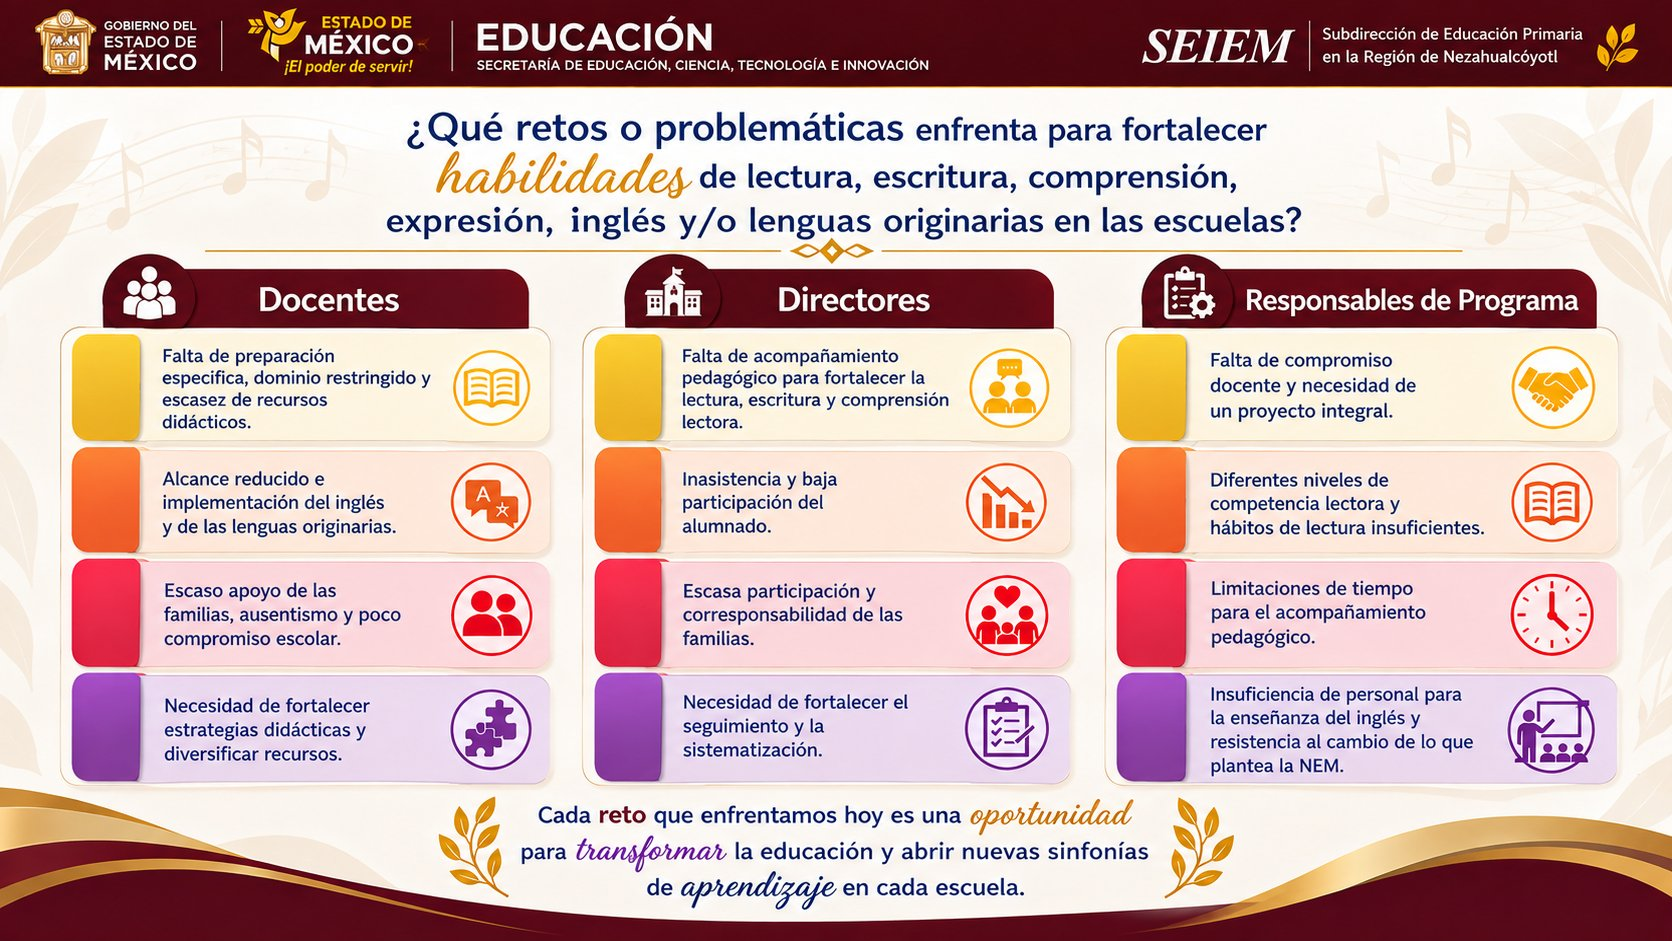 GOBIERNO DEL
ESTADO DE
MÉXICO
ESTADO DE
MÉXICO
¡El poder de servir!
EDUCACIÓN
SECRETARÍA DE EDUCACIÓN, CIENCIA, TECNOLOGÍA E INNOVACIÓN
SEIEM
Subdirección de Educación Primaria
en la Región de Nezahualcóyotl
¿Qué retos o problemáticas enfrenta para fortalecer
habilidades de lectura, escritura, comprensión,
expresión, inglés y/o lenguas originarias en las escuelas?
Docentes
Falta de preparación
especifica, dominio restringido y
escasez de recursos
didácticos.
Alcance reducido e
implementación del inglés
y de las lenguas originarias.
A
Escaso apoyo de las
familias, ausentismo y poco
compromiso escolar.
Necesidad de fortalecer
estrategias didácticas y
diversificar recursos.
Directores
Falta de acompañamiento
pedagógico para fortalecer la
lectura, escritura y comprensión
lectora.
Inasistencia y baja
participación del
alumnado.
Escasa participación y
corresponsabilidad de las
familias.
Necesidad de fortalecer el
seguimiento y la
sistematización.
Responsables de Programa
Falta de compromiso
docente y necesidad de
un proyecto integral.
Diferentes niveles de
competencia lectora y
hábitos de lectura insuficientes.
Limitaciones de tiempo
para el acompañamiento
pedagógico.
Insuficiencia de personal para
la enseñanza del inglés y
resistencia al cambio de lo que
plantea la NEM.
Cada reto que enfrentamos hoy es una oportunidad
para transformar la educación y abrir nuevas sinfonías
de aprendizaje en cada escuela.